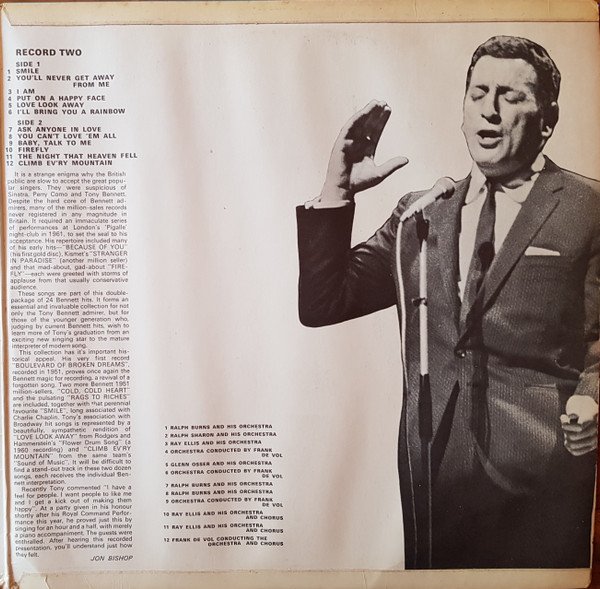 RECORD TWO
SIDE 1
1 SMILE
2 YOU'LL NEVER GET AWAY
FROM ME
3 I AM
4 PUT ON A HAPPY FACE
5 LOVE LOOK AWAY
6 I'LL BRING YOU A RAINBOW
SIDE 2
7 ASK ANYONE IN LOVE
8 YOU CAN'T LOVE 'EM ALL
9 BABY, TALK TO ME
10 FIREFLY
11 THE NIGHT THAT HEAVEN FELL
12 CLIMB EV'RY MOUNTAIN
It is a strange enigma why the British
public are slow to accept the great popu-
lar singers. They were suspicious of
Sinatra, Perry Como and Tony Bennett.
Despite the hard core of Bennett ad-
mirers, many of the million-sales records
never registered in any magnitude in
Britain. It required an immaculate series
of performances at London's 'Pigalle'
night-club in 1961, to set the seal to his
acceptance. His repertoire included many
of his early hits—"BECAUSE OF YOU"
(his first gold disc), Kismet's "STRANGER
IN PARADISE" (another million seller)
and that mad-about, gad-about "FIRE-
FLY"—each were greeted with storms of
applause from that usually conservative
audience.
These songs are part of this double-
package of 24 Bennett hits. It forms an
essential and invaluable collection for not
only the Tony Bennett admirer, but for
those of the younger generation who,
judging by current Bennett hits, wish to
learn more of Tony's graduation from an
exciting new singing star to the mature
interpreter of modern song.
This collection has it's important his-
torical appeal. His very first record
"BOULEVARD OF BROKEN DREAMS",
recorded in 1951, proves once again the
Bennett magic for recording, a revival of a
forgotten song. Two more Bennett 1951
million-sellers, "COLD, COLD HEART"
and the pulsating "RAGS TO RICHES"
are included, together with that perennial
favourite "SMILE", long associated with
Charlie Chaplin. Tony's association with
Broadway hit songs is represented by a
beautifully, sympathetic rendition of
"LOVE LOOK AWAY" from Rodgers and
Hammerstein's "Flower Drum Song" (a
1960 recording) and "CLIMB EV'RY
MOUNTAIN" from the same team's
"Sound of Music". It will be difficult to
find a stand-out track in these two dozen
songs, each receives the individual Ben-
nett interpretation.
Recently Tony commented "I have a
feel for people. I want people to like me
and I get a kick out of making them
happy". At a party given in his honour
shortly after his Royal Command Perfor-
mance this year, he proved just this by
singing for an hour and a half, with merely
a piano accompaniment. The guests were
enthralled. After hearing this recorded
presentation, you'll understand just how
they felt.
JON BISHOP
1 RALPH BURNS AND HIS ORCHESTRA
2 RALPH SHARON AND HIS ORCHESTRA
3 RAY ELLIS AND HIS ORCHESTRA
4 ORCHESTRA CONDUCTED BY FRANK
DE VOL
5 GLENN OSSER AND HIS ORCHESTRA
6 ORCHESTRA CONDUCTED BY FRANK
DE VOL
7 RALPH BURNS AND HIS ORCHESTRA
8 RALPH BURNS AND HIS ORCHESTRA
9 ORCHESTRA CONDUCTED BY FRANK
DE VOL
10 RAY ELLIS AND HIS ORCHESTRA
AND CHORUS
11 RAY ELLIS AND HIS ORCHESTRA
AND CHORUS
12 FRANK DE VOL CONDUCTING THE
ORCHESTRA AND CHORUS